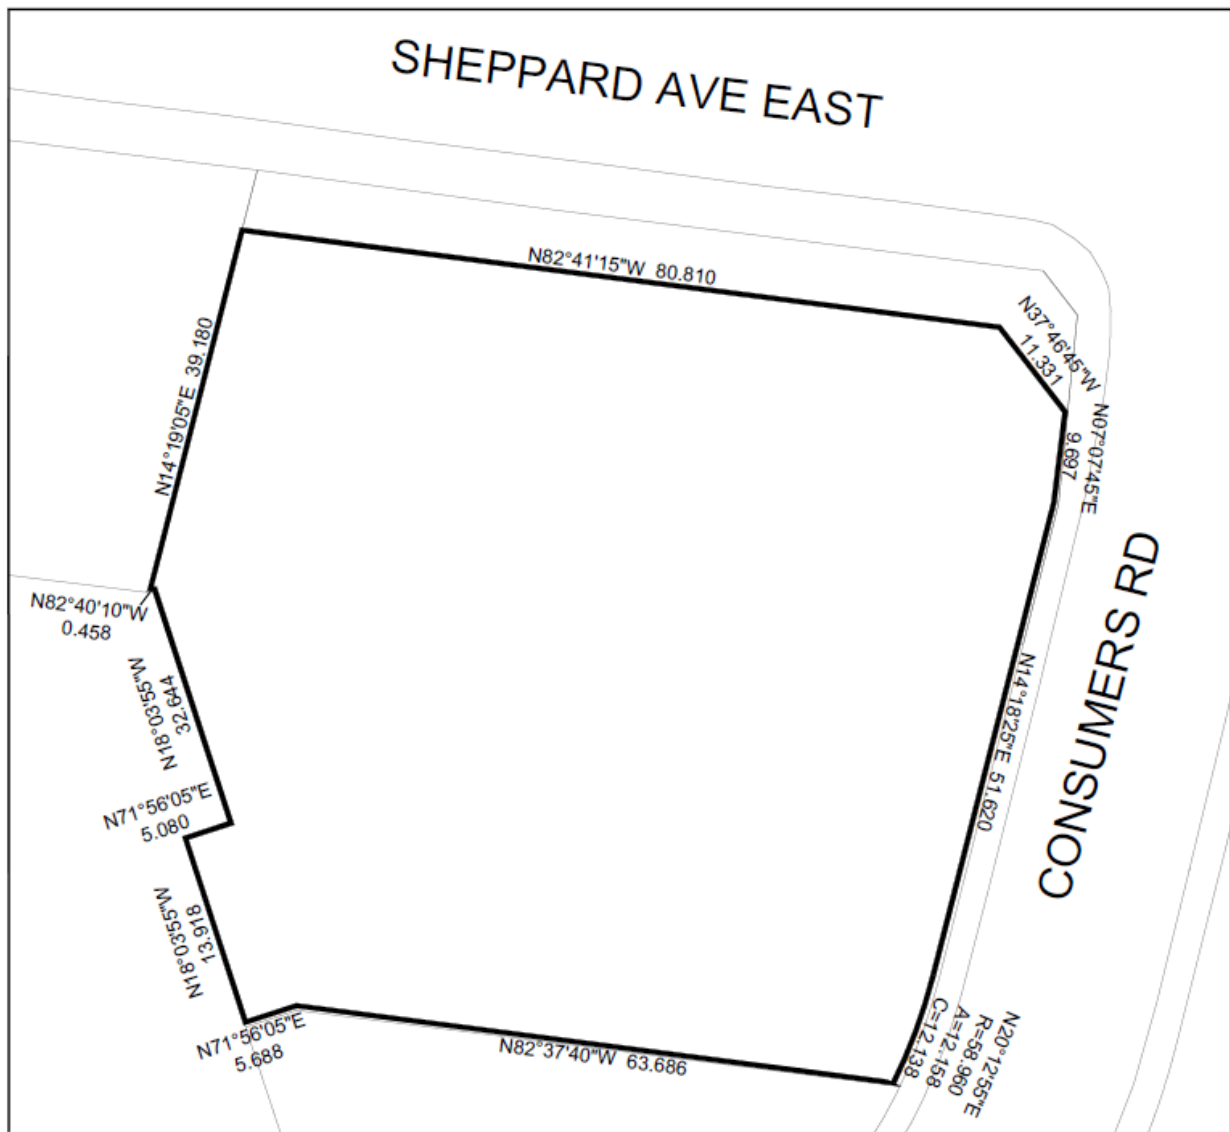 SHEPPARD AVE EAST
N82°41'15"W 80.810
N37°46'45"W
11.331
N07°07'45"E
9.697
N14°19'05"E 39.180
CONSUMERS RD
N82°40'10"W
0.458
N18°03'55"W
32.644
N14°18'25"E 51.620
N71°56'05"E
5.080
N18°03'55"W
13.918
N71°56'05"E
5.688
N82°37'40"W 63.686
N20°12'55"E
R=58.960
A=12.158
C=12.138